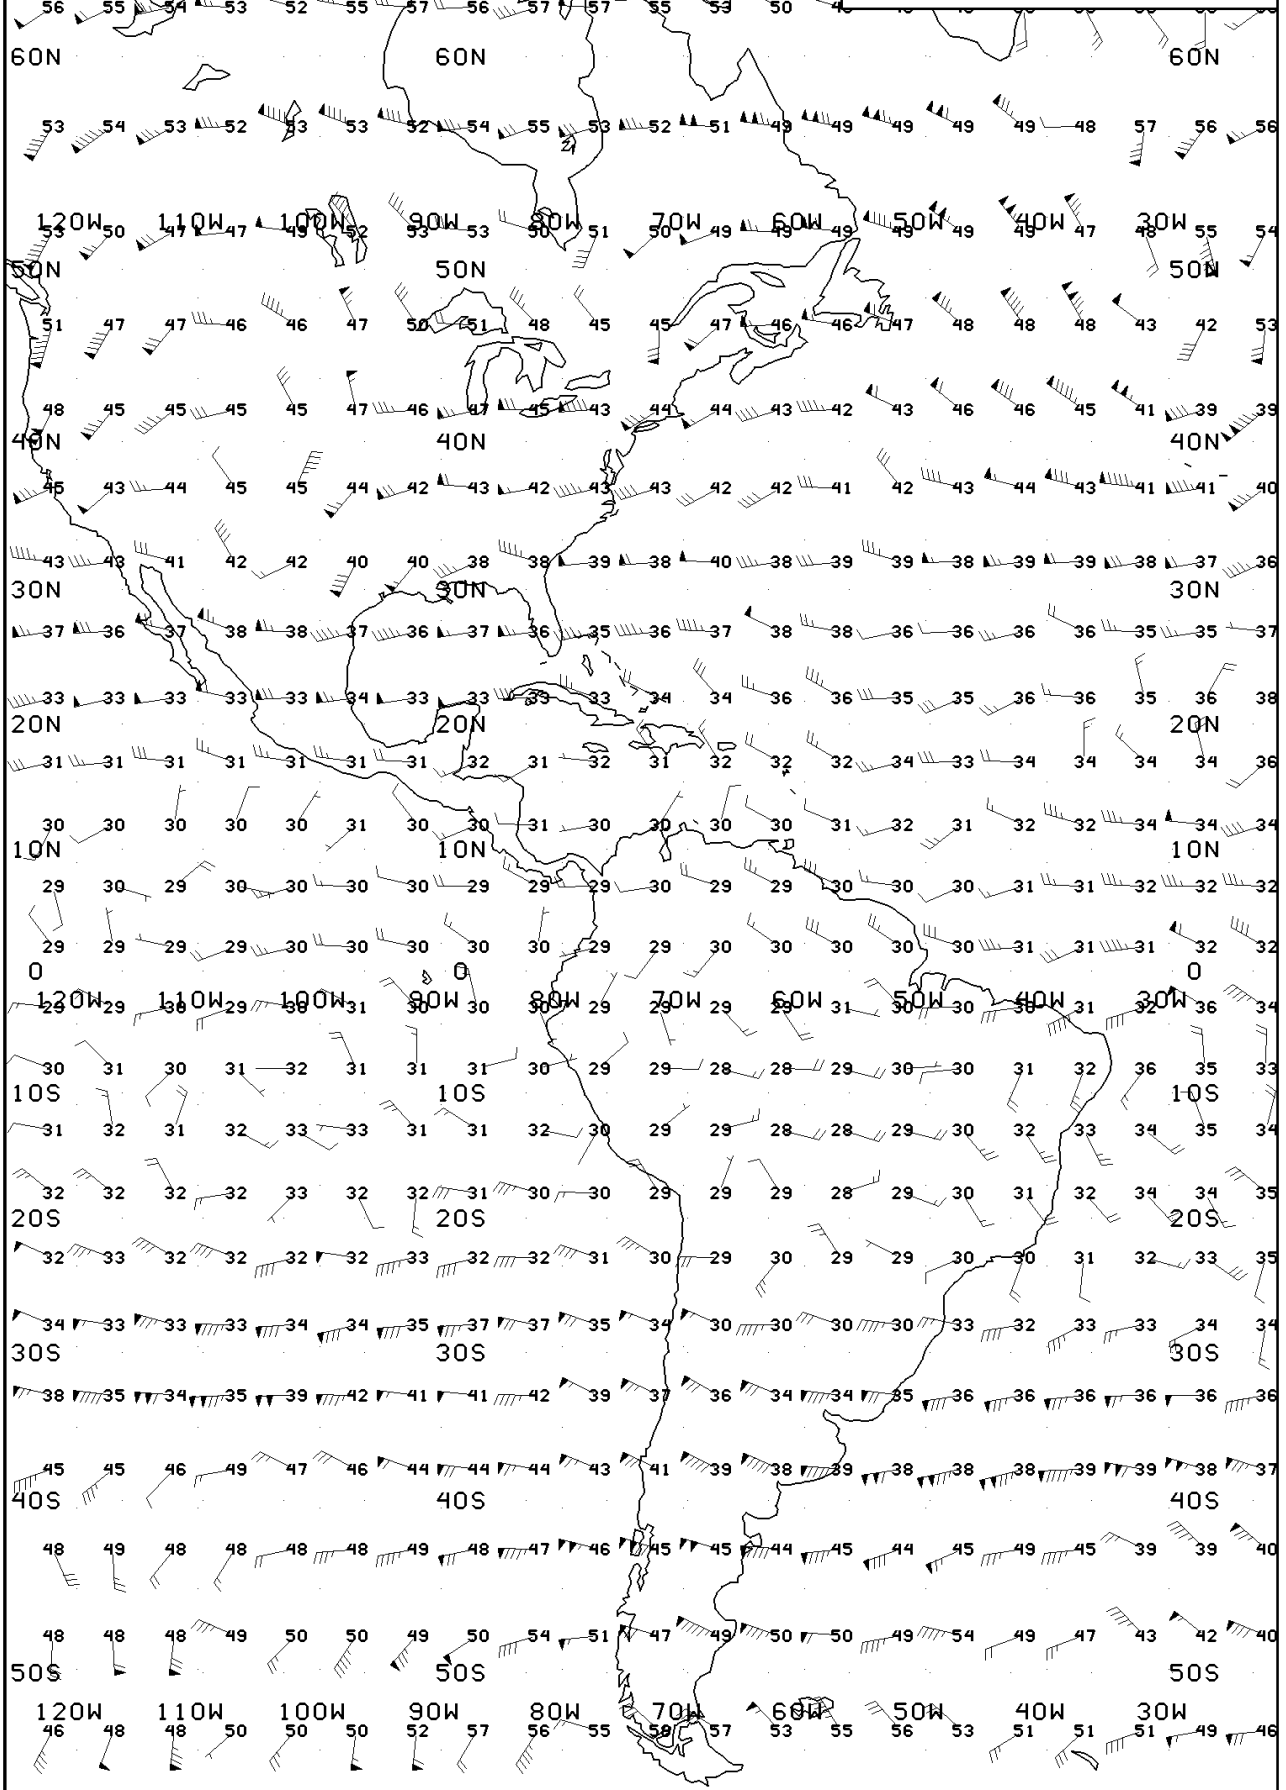 56 55 54 53 52 55 57 56 57 57 55 53 50
60N 60N 60N
53 54 53 52 53 53 52 54 55 53 52 51 49 49 49 49 49 48 57 56 56
120W 110W 100W 90W 80W 70W 60W 50W 40W 30W
53 50 47 47 49 52 53 53 50 51 50 49 49 49 49 49 49 47 48 55 54
50N 50N 50N
51 47 47 46 46 47 50 51 48 45 45 47 46 46 47 48 48 48 43 42 53
48 45 45 45 45 47 46 47 45 43 44 44 43 42 43 46 46 45 41 39 39
40N 40N 40N
45 43 44 45 45 44 42 43 42 43 43 42 42 41 42 43 44 43 41 41 40
43 43 41 42 42 40 40 38 38 39 38 40 38 39 39 38 39 39 38 37 36
30N 30N 30N
37 36 37 38 38 37 36 37 36 35 36 37 38 38 36 36 36 36 35 35 37
33 33 33 33 33 34 33 33 33 33 34 34 36 36 35 35 36 36 35 36 38
20N 20N 20N
31 31 31 31 31 31 31 32 31 32 31 32 32 32 34 33 34 34 34 34 36
30 30 30 30 30 31 30 30 31 30 30 30 30 31 32 31 32 32 34 34 34
10N 10N 10N
29 30 29 30 30 30 30 29 29 29 30 29 29 30 30 30 31 31 32 32 32
29 29 29 29 30 30 30 30 30 29 29 30 30 30 30 30 31 31 31 32 32
0 0 0
120W 110W 100W 90W 80W 70W 60W 50W 40W 30W
29 29 30 29 30 31 30 30 30 29 29 29 29 31 30 30 30 31 32 36 34
30 31 30 31 32 31 31 31 30 29 29 28 28 29 30 30 31 32 36 35 33
10S 10S 10S
31 32 31 32 33 33 31 31 32 30 29 29 28 28 29 30 32 33 34 35 34
32 32 32 32 33 32 32 31 30 30 29 29 29 28 29 30 31 32 34 34 35
20S 20S 20S
32 33 32 32 32 32 33 32 32 31 30 29 30 29 29 30 30 31 32 33 35
34 33 33 33 34 34 35 37 37 35 34 30 30 30 30 33 32 33 33 34 34
30S 30S 30S
38 35 34 35 39 42 41 41 42 39 37 36 34 34 35 36 36 36 36 36 36
45 45 46 49 47 46 44 44 44 43 41 39 38 39 38 38 38 39 39 38 37
40S 40S 40S
48 49 48 48 48 48 49 48 47 46 45 45 44 45 44 45 49 45 39 39 40
48 48 48 49 50 50 49 50 54 51 47 49 50 50 49 54 49 47 43 42 40
50S 50S 50S
120W 110W 100W 90W 80W 70W 60W 50W 40W 30W
46 48 48 50 50 50 52 57 56 55 57 53 55 56 53 51 51 51 49 46